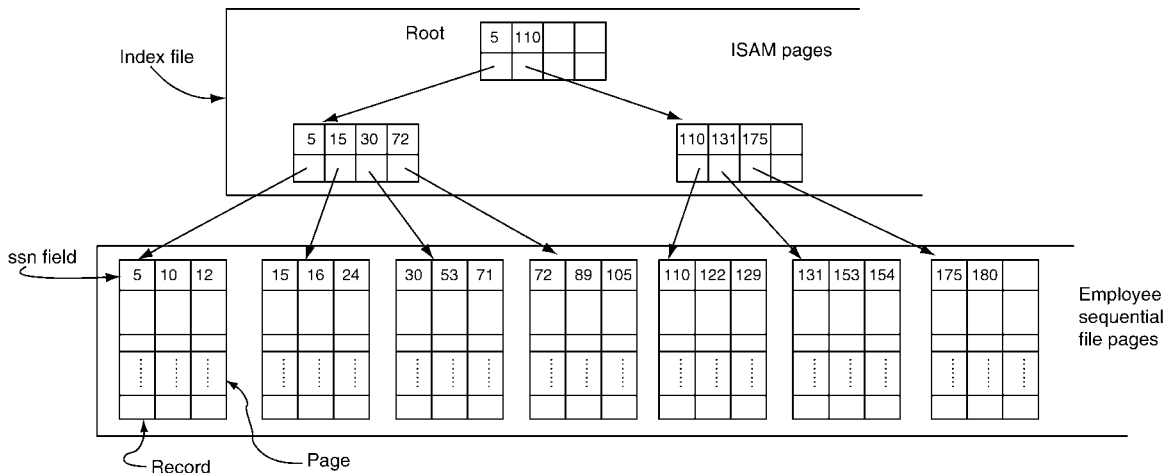 Root
5 110
ISAM pages
Index file
5 15 30 72
110 131 175
ssn field
5 10 12
15 16 24
30 53 71
72 89 105
110 122 129
131 153 154
175 180
Employee
sequential
file pages
Record
Page